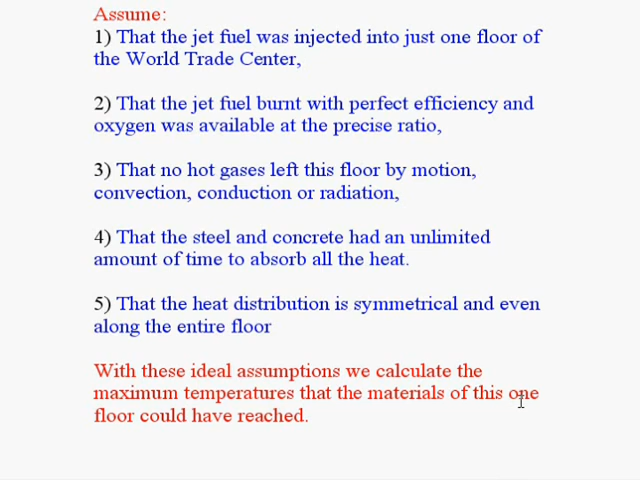 Assume:
1) That the jet fuel was injected into just one floor of
the World Trade Center,
2) That the jet fuel burnt with perfect efficiency and
oxygen was available at the precise ratio,
3) That no hot gases left this floor by motion,
convection, conduction or radiation,
4) That the steel and concrete had an unlimited
amount of time to absorb all the heat.
5) That the heat distribution is symmetrical and even
along the entire floor
With these ideal assumptions we calculate the
maximum temperatures that the materials of this one
floor could have reached.